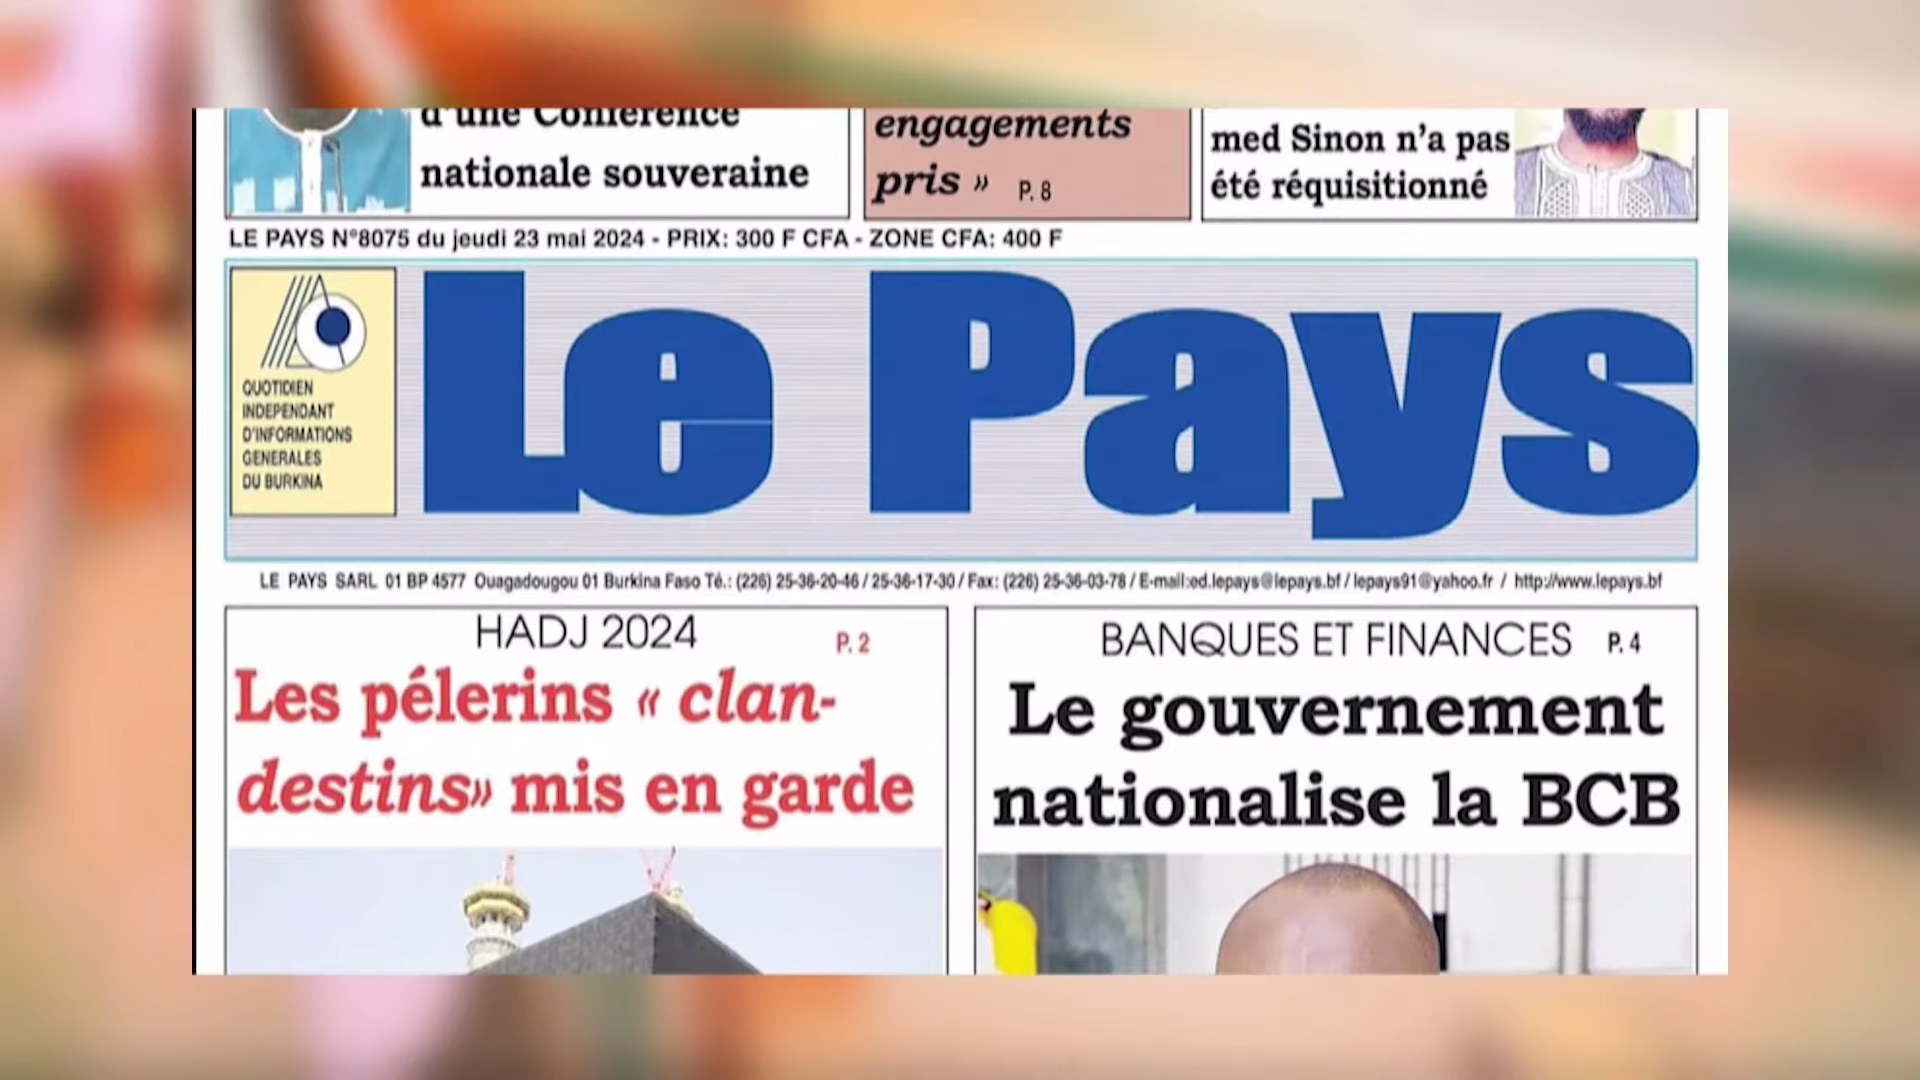 d'une Conférence
nationale souveraine
engagements
pris » P. 8
med Sinon n'a pas
été réquisitionné
LE PAYS N°8075 du jeudi 23 mai 2024 - PRIX: 300 F CFA - ZONE CFA: 400 F
QUOTIDIEN
INDEPENDANT
D'INFORMATIONS
GENERALES
DU BURKINA
Le Pays
LE PAYS SARL 01 BP 4577 Ouagadougou 01 Burkina Faso Té.: (226) 25-36-20-46 / 25-36-17-30 / Fax: (226) 25-36-03-78 / E-mail:ed.lepays@lepays.bf / lepays91@yahoo.fr / http://www.lepays.bf
HADJ 2024 P. 2
Les pélerins « clan-
destins» mis en garde
BANQUES ET FINANCES P. 4
Le gouvernement
nationalise la BCB